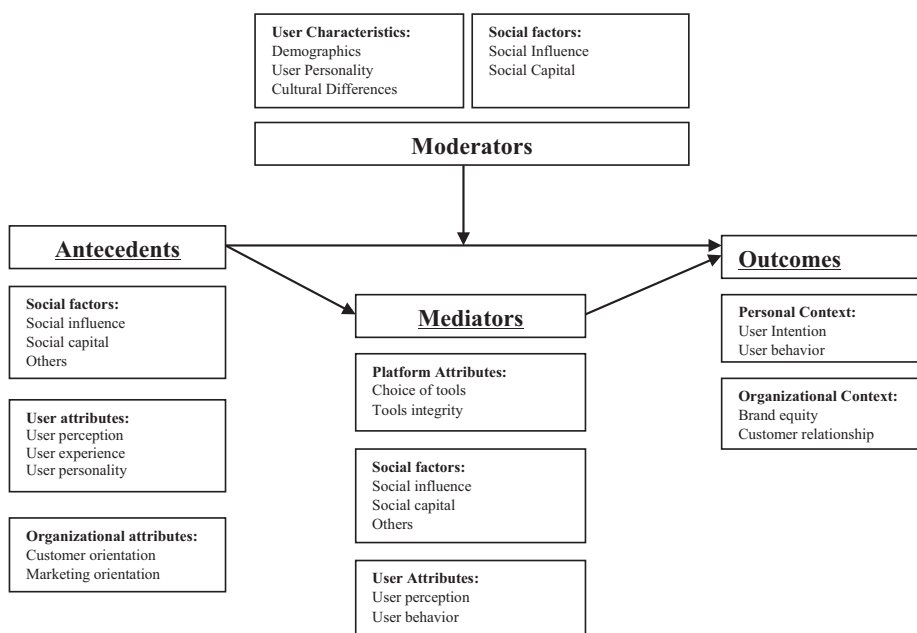 User Characteristics:
Demographics
User Personality
Cultural Differences
Social factors:
Social Influence
Social Capital
Moderators
Antecedents
Social factors:
Social influence
Social capital
Others
User attributes:
User perception
User experience
User personality
Organizational attributes:
Customer orientation
Marketing orientation
Mediators
Platform Attributes:
Choice of tools
Tools integrity
Social factors:
Social influence
Social capital
Others
User Attributes:
User perception
User behavior
Outcomes
Personal Context:
User Intention
User behavior
Organizational Context:
Brand equity
Customer relationship